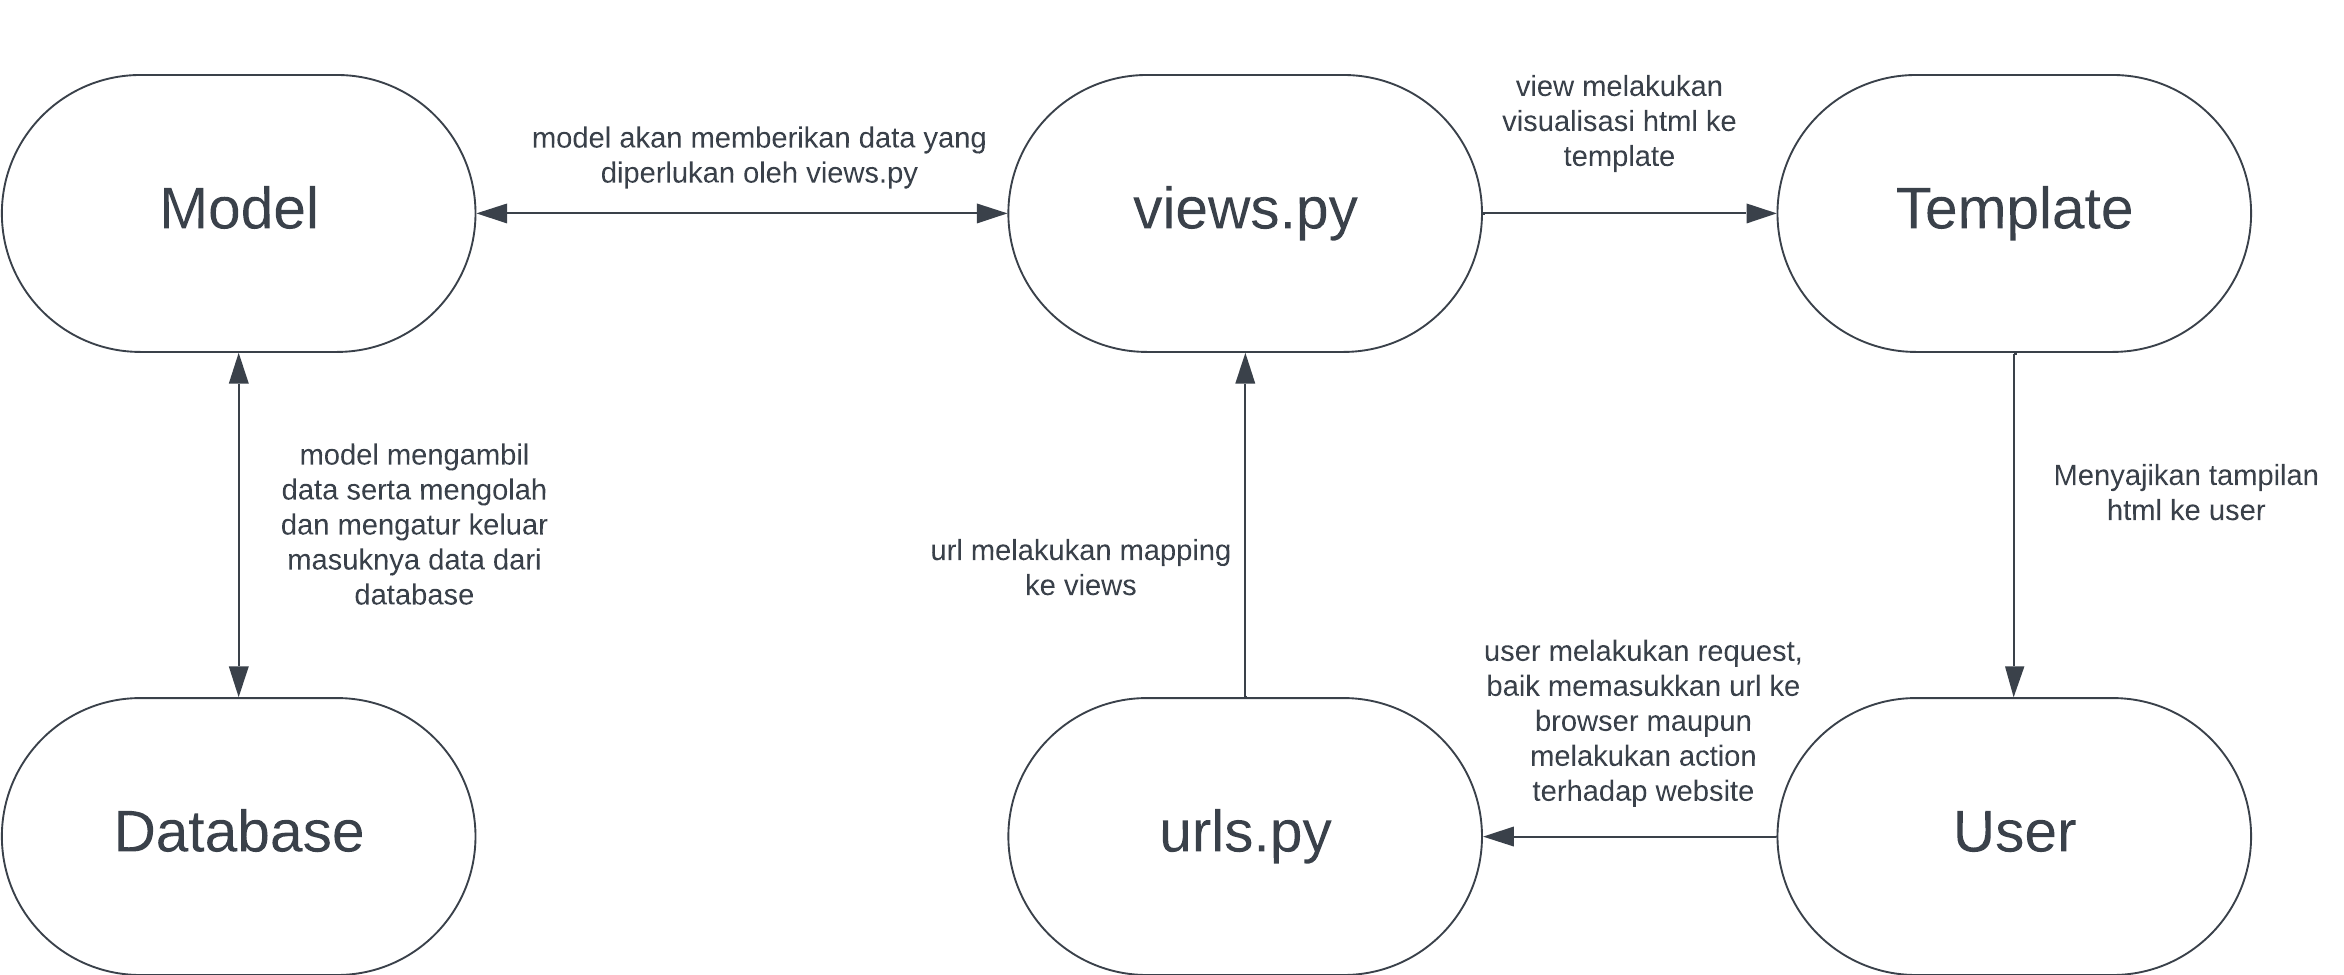 Model
model akan memberikan data yang
diperlukan oleh views.py
views.py
view melakukan
visualisasi html ke
template
Template
model mengambil
data serta mengolah
dan mengatur keluar
masuknya data dari
database
url melakukan mapping
ke views
Menyajikan tampilan
html ke user
user melakukan request,
baik memasukkan url ke
browser maupun
melakukan action
terhadap website
Database
urls.py
User